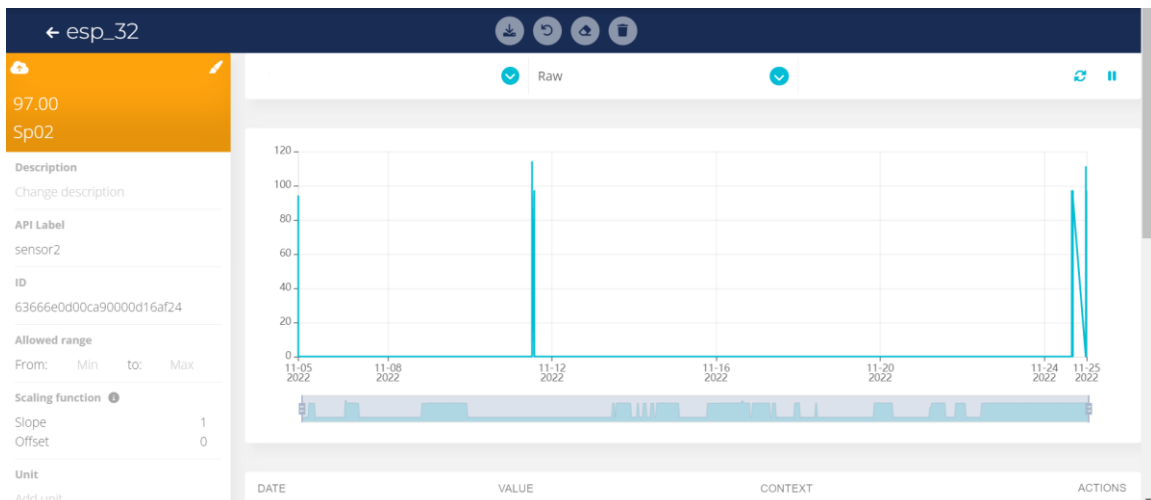 esp_32
97.00
Sp02
Description
Change description
API Label
sensor2
ID
63666e0d00ca90000d16af24
Allowed range
From: Min to: Max
Scaling function
Slope 1
Offset 0
Unit
Add unit
Raw
120
100
80
60
40
20
0
11-05 11-08 11-12 11-16 11-20 11-24 11-25
2022 2022 2022 2022 2022 2022 2022
DATE VALUE CONTEXT ACTIONS